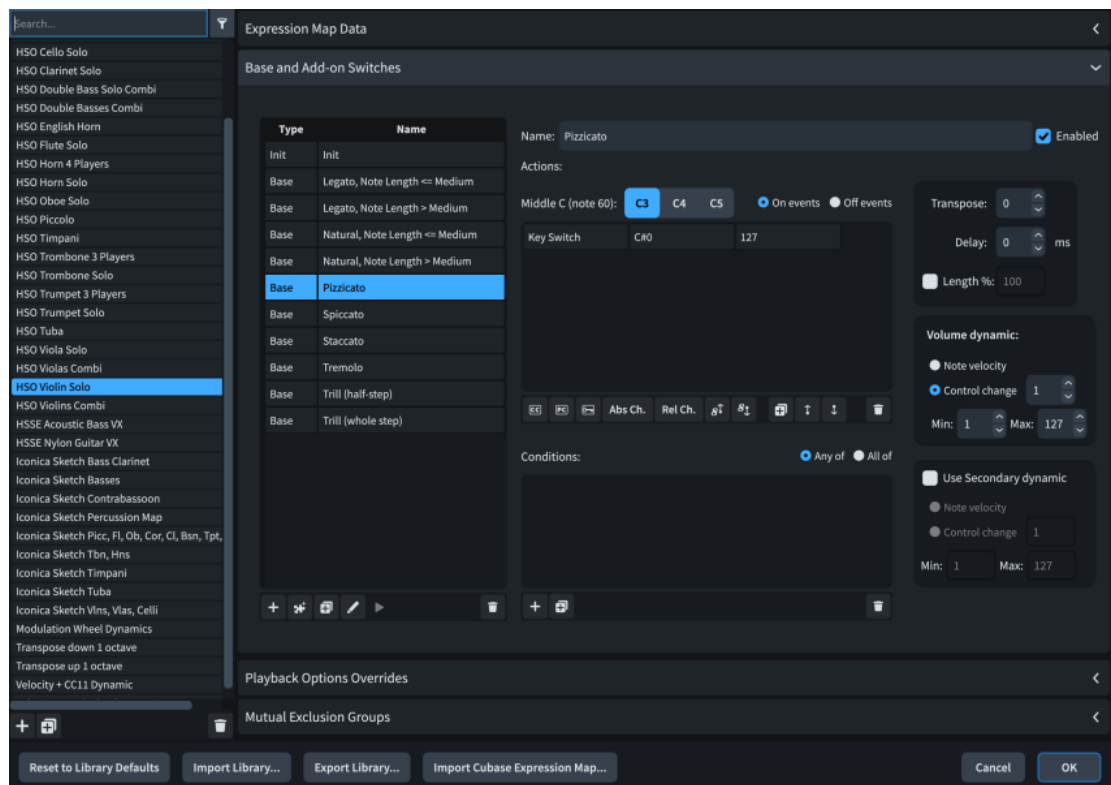 Search...
HSO Cello Solo
HSO Clarinet Solo
HSO Double Bass Solo Combi
HSO Double Basses Combi
HSO English Horn
HSO Flute Solo
HSO Horn 4 Players
HSO Horn Solo
HSO Oboe Solo
HSO Piccolo
HSO Timpani
HSO Trombone 3 Players
HSO Trombone Solo
HSO Trumpet 3 Players
HSO Trumpet Solo
HSO Tuba
HSO Viola Solo
HSO Violas Combi
HSO Violin Solo
HSO Violins Combi
HSSE Acoustic Bass VX
HSSE Nylon Guitar VX
Iconica Sketch Bass Clarinet
Iconica Sketch Basses
Iconica Sketch Contrabassoon
Iconica Sketch Percussion Map
Iconica Sketch Picc, Fl, Ob, Cor, Cl, Bsn, Tpt,
Iconica Sketch Tbn, Hns
Iconica Sketch Timpani
Iconica Sketch Tuba
Iconica Sketch Vlns, Vlas, Celli
Modulation Wheel Dynamics
Transpose down 1 octave
Transpose up 1 octave
Velocity + CC11 Dynamic
Expression Map Data
Base and Add-on Switches
Type Name
Init Init
Base Legato, Note Length <= Medium
Base Legato, Note Length > Medium
Base Natural, Note Length <= Medium
Base Natural, Note Length > Medium
Base Pizzicato
Base Spiccato
Base Staccato
Base Tremolo
Base Trill (half-step)
Base Trill (whole step)
Name: Pizzicato Enabled
Actions:
Middle C (note 60): C3 C4 C5 On events Off events
Key Switch C#0 127
CC PC Abs Ch. Rel Ch. 8 8
Conditions: Any of All of
Transpose: 0
Delay: 0 ms
Length %: 100
Volume dynamic:
Note velocity
Control change 1
Min: 1 Max: 127
Use Secondary dynamic
Note velocity
Control change 1
Min: 1 Max: 127
Playback Options Overrides
Mutual Exclusion Groups
Reset to Library Defaults Import Library... Export Library... Import Cubase Expression Map... Cancel OK